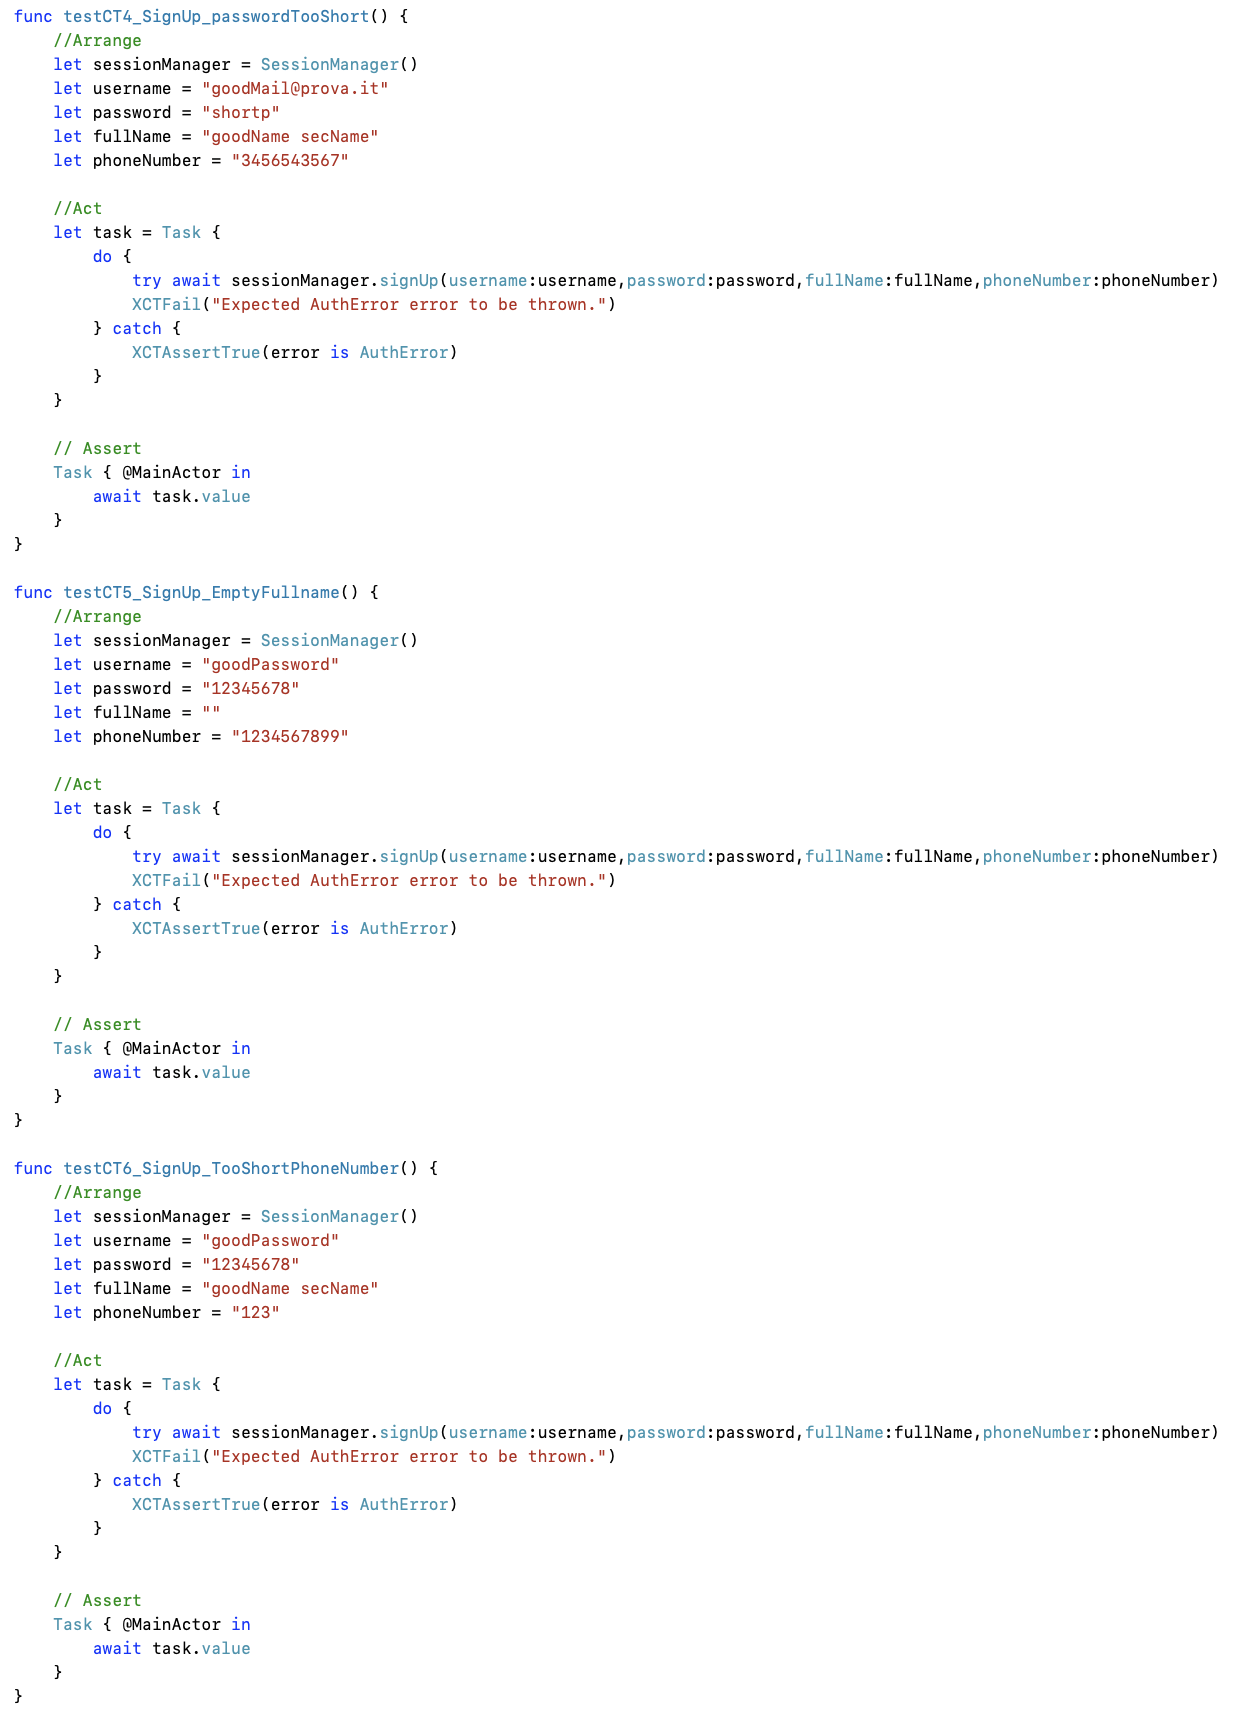 func testCT4_SignUp_passwordTooShort() {
    //Arrange
    let sessionManager = SessionManager()
    let username = "goodMail@prova.it"
    let password = "shortp"
    let fullName = "goodName secName"
    let phoneNumber = "3456543567"

    //Act
    let task = Task {
        do {
            try await sessionManager.signUp(username:username,password:password,fullName:fullName,phoneNumber:phoneNumber)
            XCTFail("Expected AuthError error to be thrown.")
        } catch {
            XCTAssertTrue(error is AuthError)
        }
    }

    // Assert
    Task { @MainActor in
        await task.value
    }
}

func testCT5_SignUp_EmptyFullname() {
    //Arrange
    let sessionManager = SessionManager()
    let username = "goodPassword"
    let password = "12345678"
    let fullName = ""
    let phoneNumber = "1234567899"

    //Act
    let task = Task {
        do {
            try await sessionManager.signUp(username:username,password:password,fullName:fullName,phoneNumber:phoneNumber)
            XCTFail("Expected AuthError error to be thrown.")
        } catch {
            XCTAssertTrue(error is AuthError)
        }
    }

    // Assert
    Task { @MainActor in
        await task.value
    }
}

func testCT6_SignUp_TooShortPhoneNumber() {
    //Arrange
    let sessionManager = SessionManager()
    let username = "goodPassword"
    let password = "12345678"
    let fullName = "goodName secName"
    let phoneNumber = "123"

    //Act
    let task = Task {
        do {
            try await sessionManager.signUp(username:username,password:password,fullName:fullName,phoneNumber:phoneNumber)
            XCTFail("Expected AuthError error to be thrown.")
        } catch {
            XCTAssertTrue(error is AuthError)
        }
    }

    // Assert
    Task { @MainActor in
        await task.value
    }
}